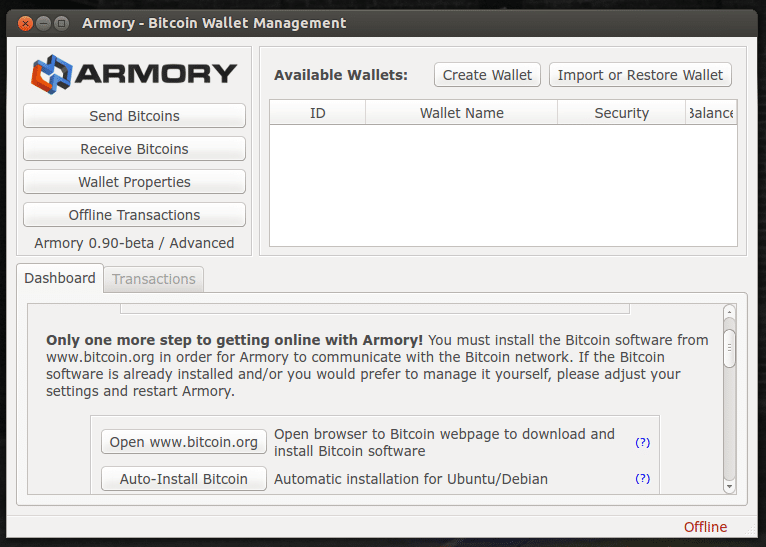 Armory - Bitcoin Wallet Management
ARMORY
Send Bitcoins
Receive Bitcoins
Wallet Properties
Offline Transactions
Armory 0.90-beta / Advanced
Available Wallets:
Create Wallet
Import or Restore Wallet
ID
Wallet Name
Security
Balance
Dashboard
Transactions
Only one more step to getting online with Armory! You must install the Bitcoin software from
www.bitcoin.org in order for Armory to communicate with the Bitcoin network. If the Bitcoin
software is already installed and/or you would prefer to manage it yourself, please adjust your
settings and restart Armory.
Open www.bitcoin.org
Open browser to Bitcoin webpage to download and
install Bitcoin software
(?)
Auto-Install Bitcoin
Automatic installation for Ubuntu/Debian
(?)
Offline